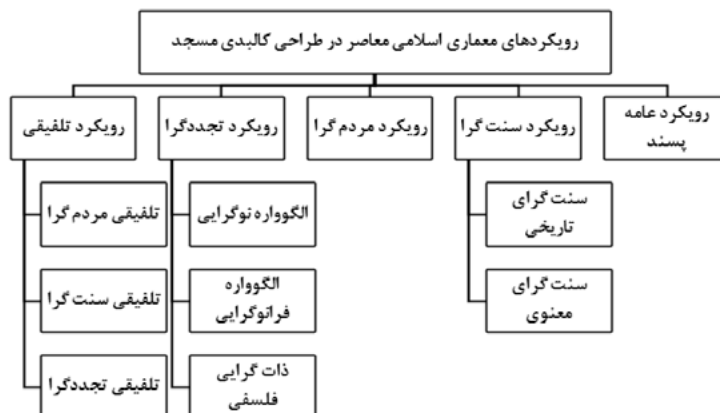 رویکردهای معماری اسلامی معاصر در طراحی کالبدی مسجد
رویکرد عامه
پسند
رویکرد سنت گرا
سنت گرای
تاریخی
سنت گرای
معنوی
رویکرد مردم گرا
رویکرد تجددگرا
الگوواره نوگرایی
الگوواره
فرانوگرایی
ذات گرایی
فلسفی
رویکرد تلفیقی
تلفیقی مردم گرا
تلفیقی سنت گرا
تلفیقی تجددگرا